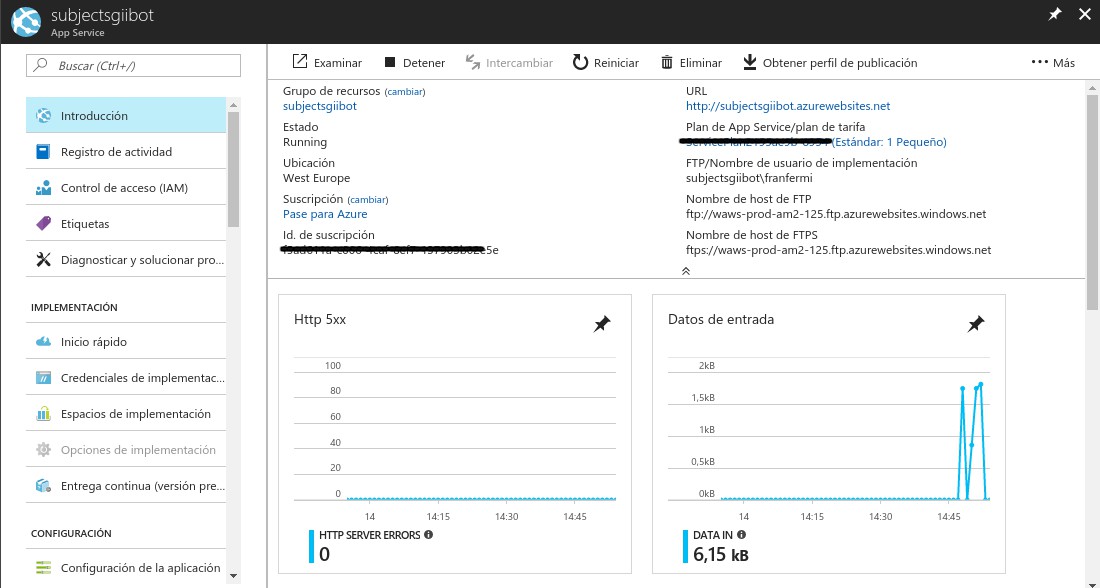 subjectsgiibot
App Service
Buscar (Ctrl+/)
Introducción
Registro de actividad
Control de acceso (IAM)
Etiquetas
Diagnosticar y solucionar pro...
IMPLEMENTACIÓN
Inicio rápido
Credenciales de implementac...
Espacios de implementación
Opciones de implementación
Entrega continua (versión pre...
CONFIGURACIÓN
Configuración de la aplicación
Examinar
Detener
Intercambiar
Reiniciar
Eliminar
Obtener perfil de publicación
Más
Grupo de recursos (cambiar)
subjectsgiibot
Estado
Running
Ubicación
West Europe
Suscripción (cambiar)
Pase para Azure
Id. de suscripción
URL
http://subjectsgiibot.azurewebsites.net
Plan de App Service/plan de tarifa
(Estándar: 1 Pequeño)
FTP/Nombre de usuario de implementación
subjectsgiibot\franfermi
Nombre de host de FTP
ftp://waws-prod-am2-125.ftp.azurewebsites.windows.net
Nombre de host de FTPS
ftps://waws-prod-am2-125.ftp.azurewebsites.windows.net
Http 5xx
100
80
60
40
20
0
14 14:15 14:30 14:45
HTTP SERVER ERRORS
0
Datos de entrada
2kB
1,5kB
1kB
0,5kB
0kB
14 14:15 14:30 14:45
DATA IN
6,15 kB